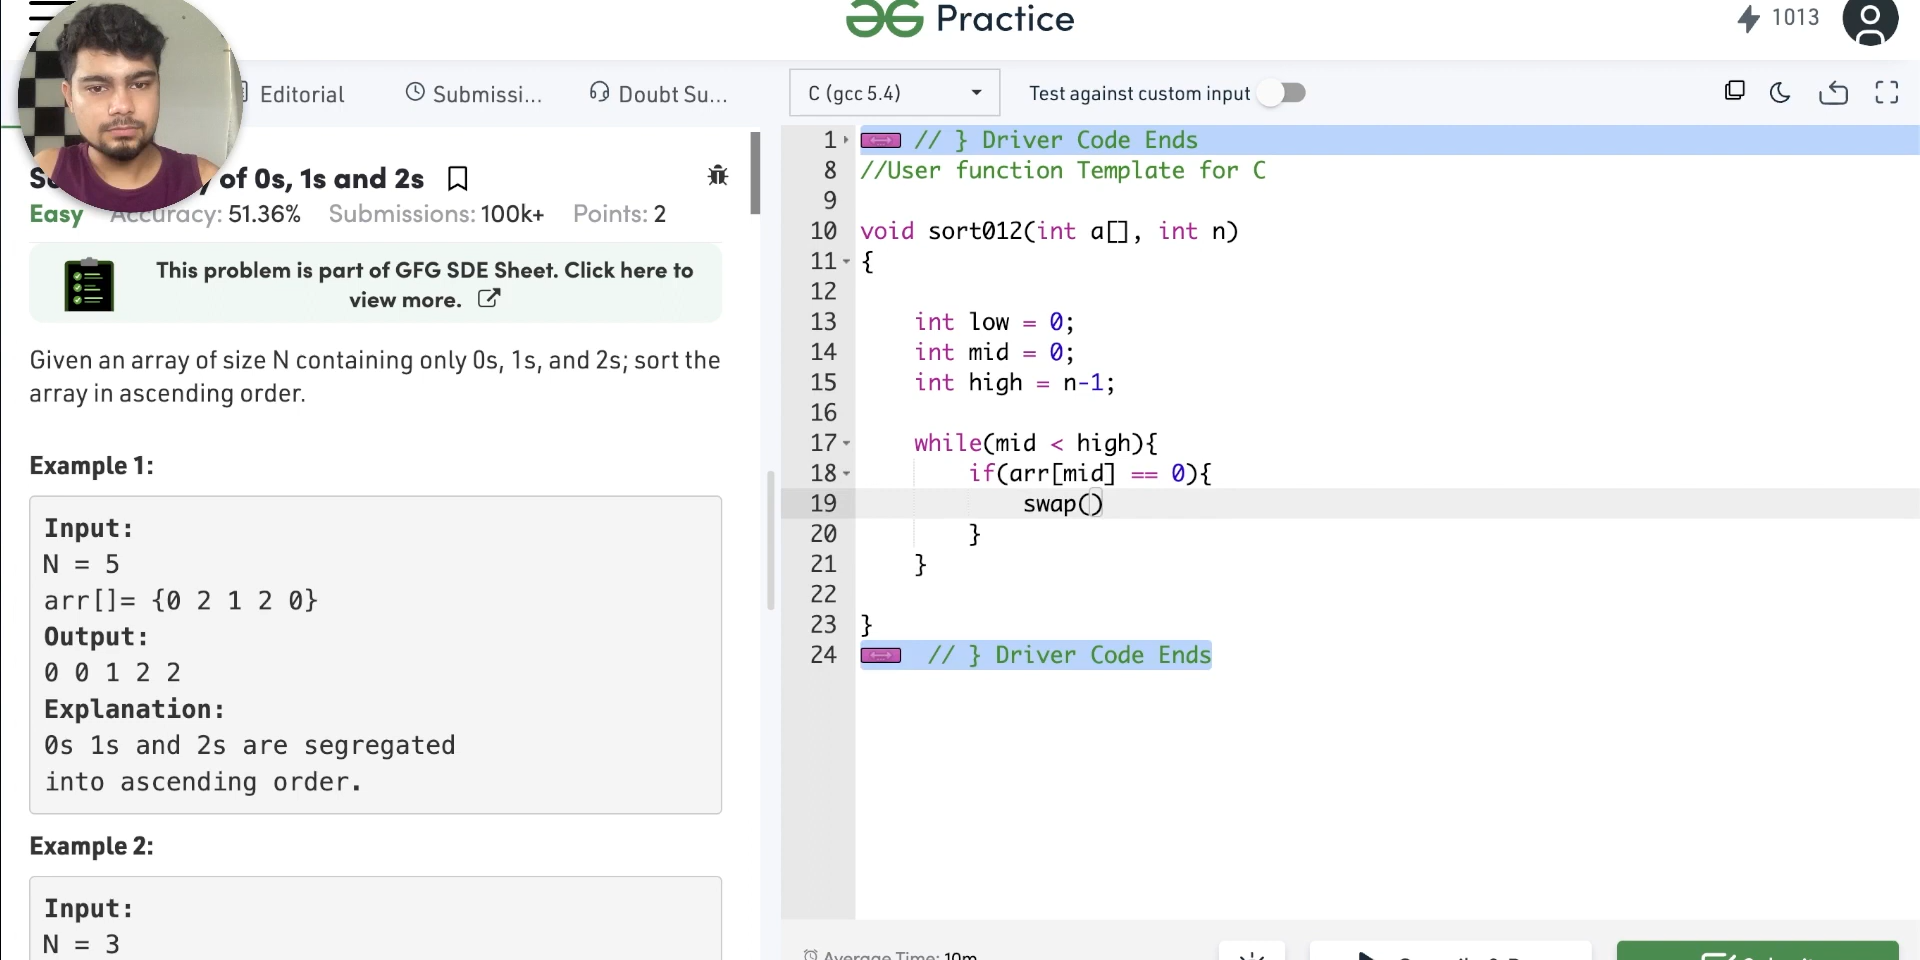 Practice
1013
Editorial
Submissi...
Doubt Su...
C (gcc 5.4)
Test against custom input
of 0s, 1s and 2s
Easy Accuracy: 51.36% Submissions: 100k+ Points: 2
This problem is part of GFG SDE Sheet. Click here to
view more.
Given an array of size N containing only 0s, 1s, and 2s; sort the
array in ascending order.
Example 1:
Input:
N = 5
arr[]= {0 2 1 2 0}
Output:
0 0 1 2 2
Explanation:
0s 1s and 2s are segregated
into ascending order.
Example 2:
Input:
N = 3
1 // } Driver Code Ends
8 //User function Template for C
9
10 void sort012(int a[], int n)
11 {
12
13 int low = 0;
14 int mid = 0;
15 int high = n-1;
16
17 while(mid < high){
18 if(arr[mid] == 0){
19 swap()
20 }
21 }
22
23 }
24 // } Driver Code Ends
Average Time: 10m